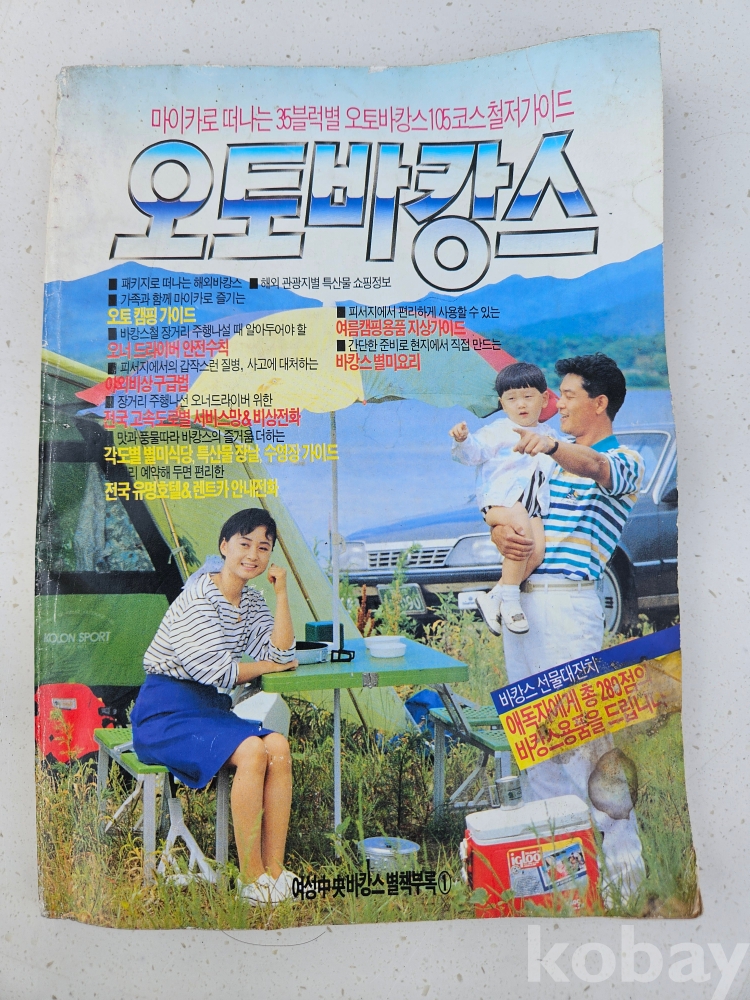 마이카로 떠나는 35블럭별 오토바캉스105코스철저가이드
오토바캉스
■ 패키지로 떠나는 해외바캉스 ■ 해외 관광지별 특산물 쇼핑정보
■ 가족과 함께 마이카로 즐기는
오토 캠핑 가이드
■ 바캉스철 장거리 주행나설 때 알아두어야 할
오너 드라이버 안전수칙
■ 피서지에서의 갑작스런 질병, 사고에 대처하는
야외비상구급법
■ 장거리 주행나선 오너드라이버 위한
전국 고속도로별 서비스망&비상전화
맛과 풍물따라 바캉스의 즐거움 더하는
각도별 별미식당, 특산물 장날, 수영장 가이드
리 예약해 두면 편리한
전국 유명호텔&렌트카 안내전화
■ 피서지에서 편리하게 사용할 수 있는
여름캠핑용품 지상가이드
■ 간단한 준비로 현지에서 직접 만드는
바캉스 별미요리
KOLON SPORT
바캉스 선물대잔치
애독자에게 총 280점의
바캉스용품을 드립니
igloo
여성中央바캉스 별책부록①
kobay